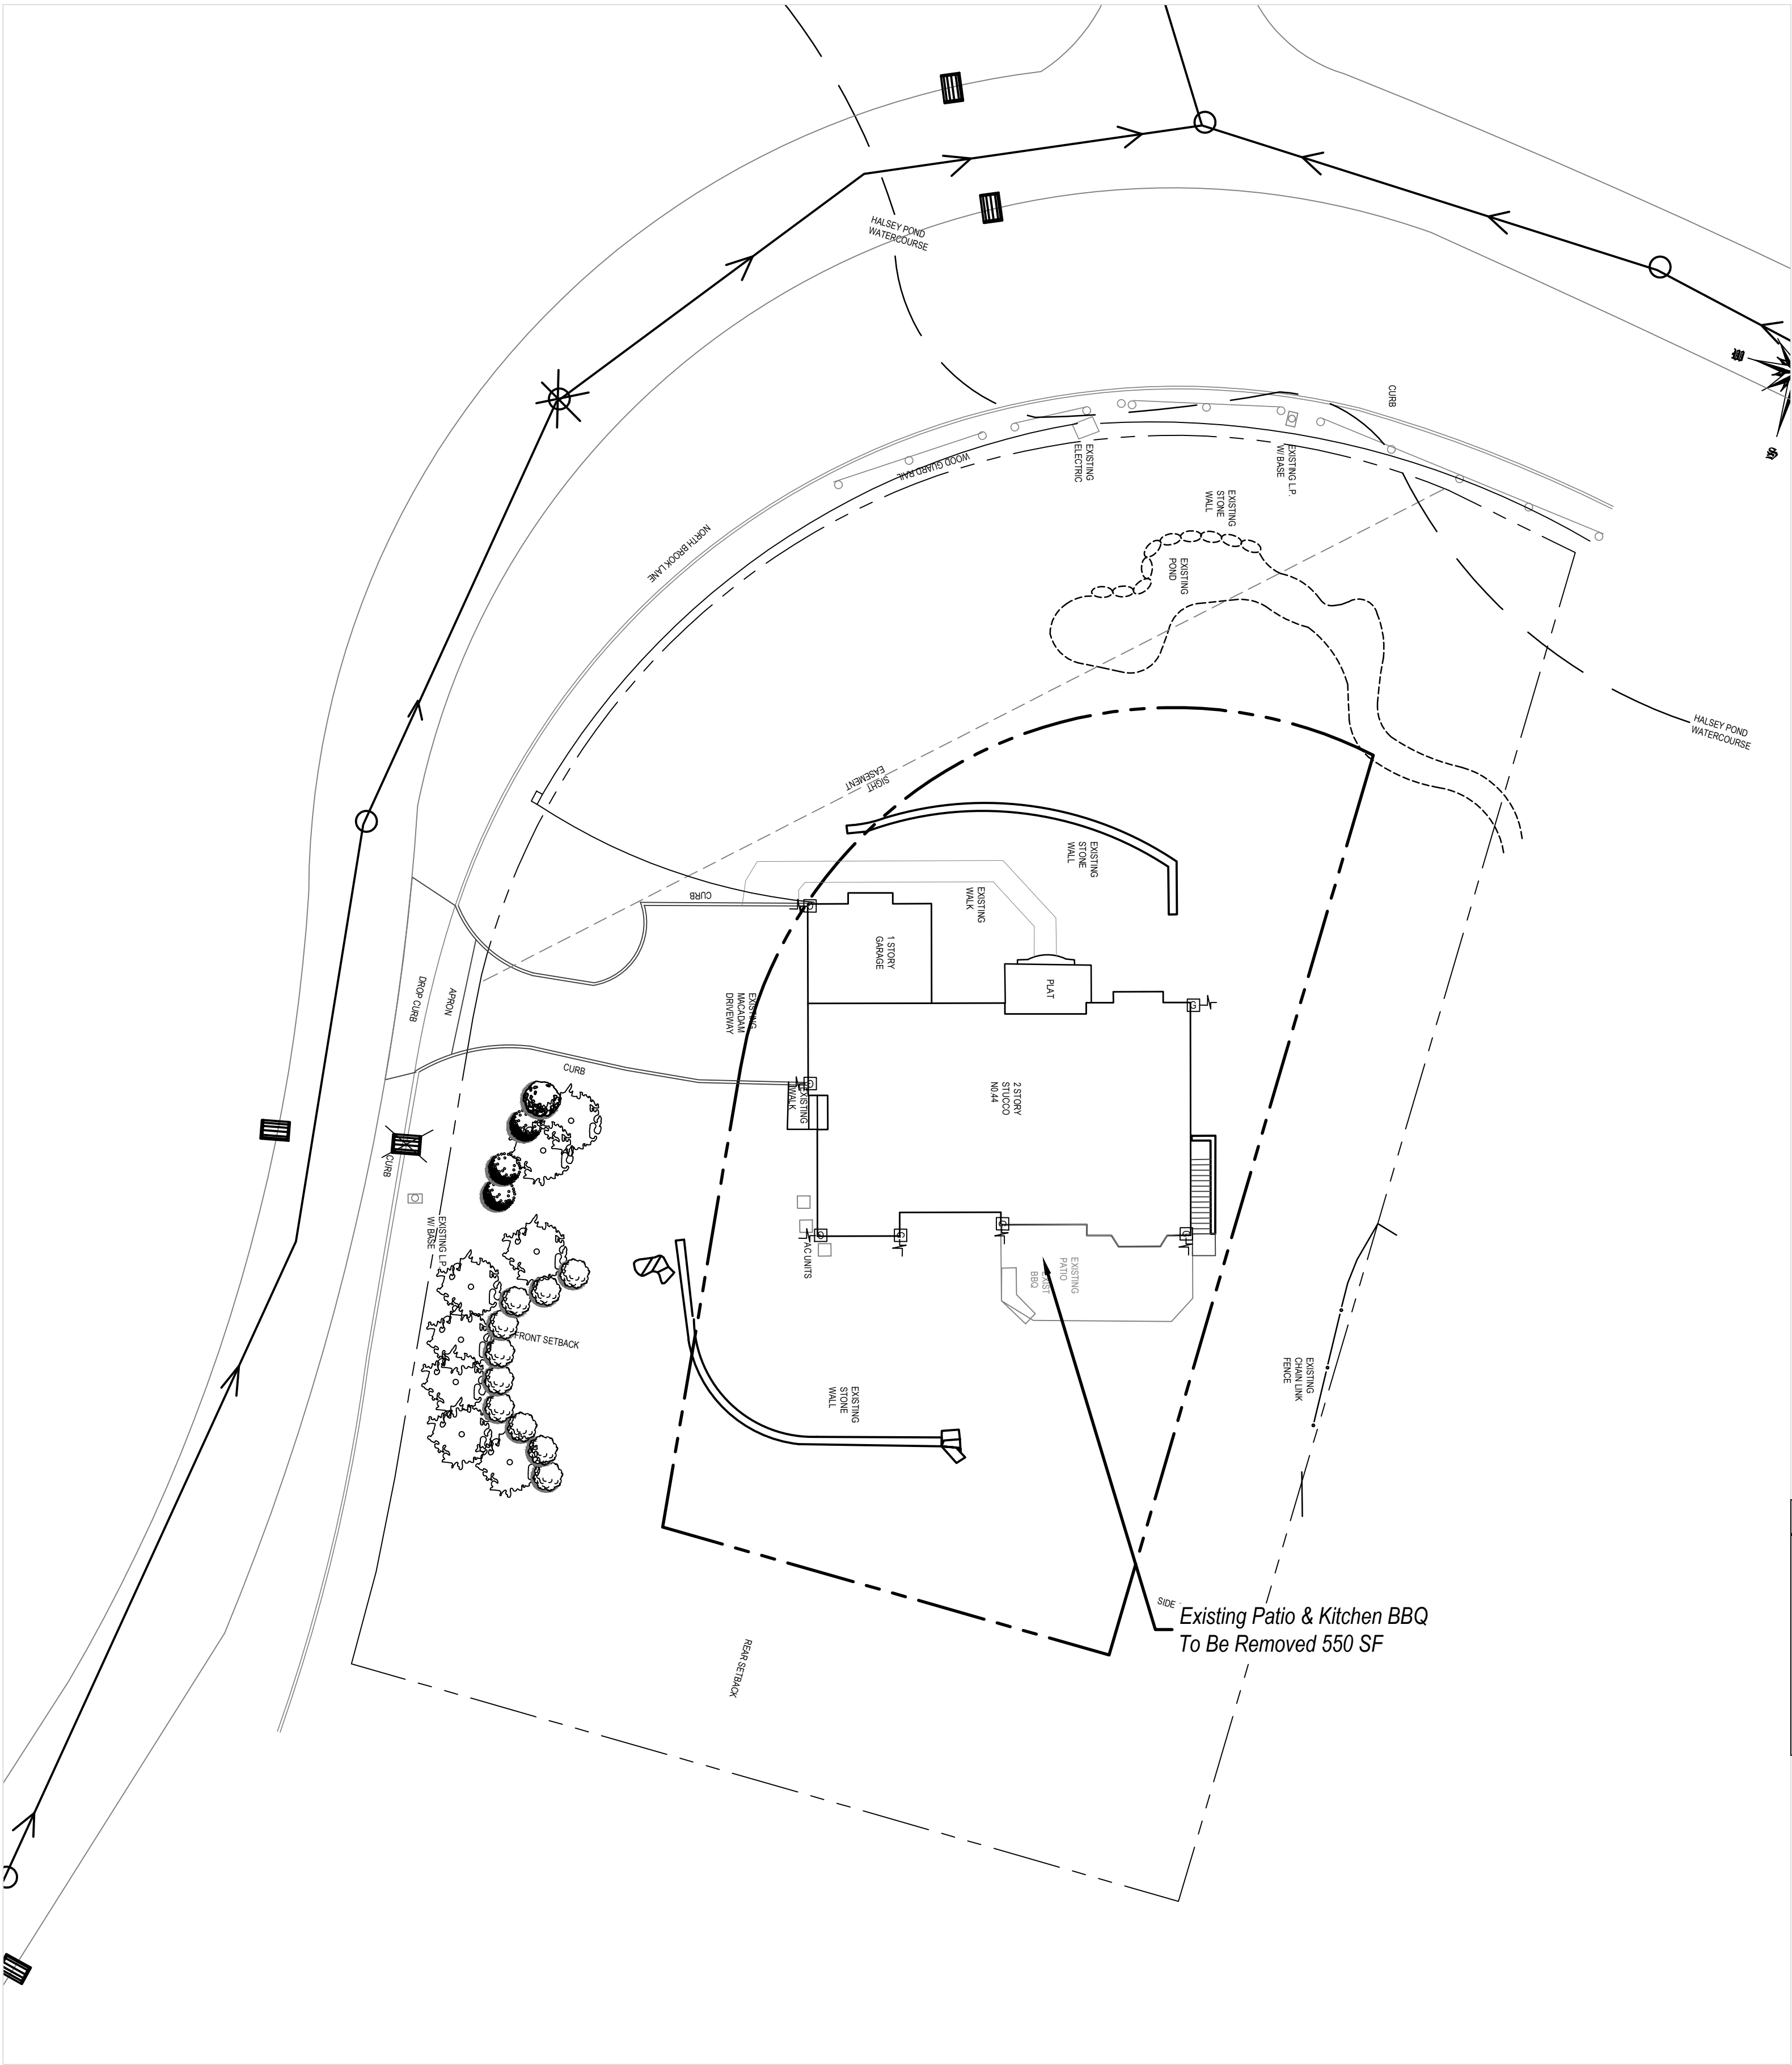 HALSEY POND
WATERCOURSE
CURB
WOOD GUARD RAIL
EXISTING
ELECTRIC
EXISTING L.P.
W/ BASE
EXISTING
STONE
WALL
NORTH BROOK LANE
EXISTING
POND
HALSEY POND
WATERCOURSE
SIGHT
EASEMENT
EXISTING
STONE
WALL
CURB
EXISTING
WALK
1 STORY
GARAGE
PLAT
DROP CURB
APRON
EXISTING
MACADAM
DRIVEWAY
CURB
EXISTING
WALK
2 STORY
STUCCO
N0.44
CURB
EXISTING L.P.
W/ BASE
AC UNITS
EXISTING
PATIO
EXIST
BBQ
FRONT SETBACK
EXISTING
STONE
WALL
EXISTING
CHAIN LINK
FENCE
SIDE
Existing Patio & Kitchen BBQ
To Be Removed 550 SF
REAR SETBACK